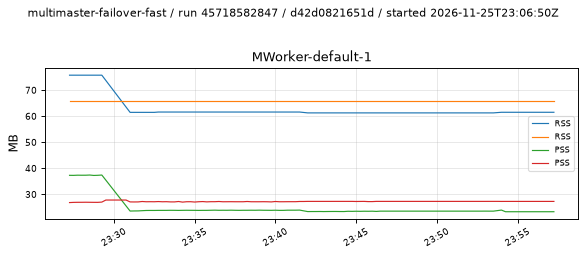 multimaster-failover-fast / run 45718582847 / d42d0821651d / started 2026-11-25T23:06:50Z
MWorker-default-1
MB
70
60
50
40
30
RSS
RSS
PSS
PSS
23:30
23:35
23:40
23:45
23:50
23:55